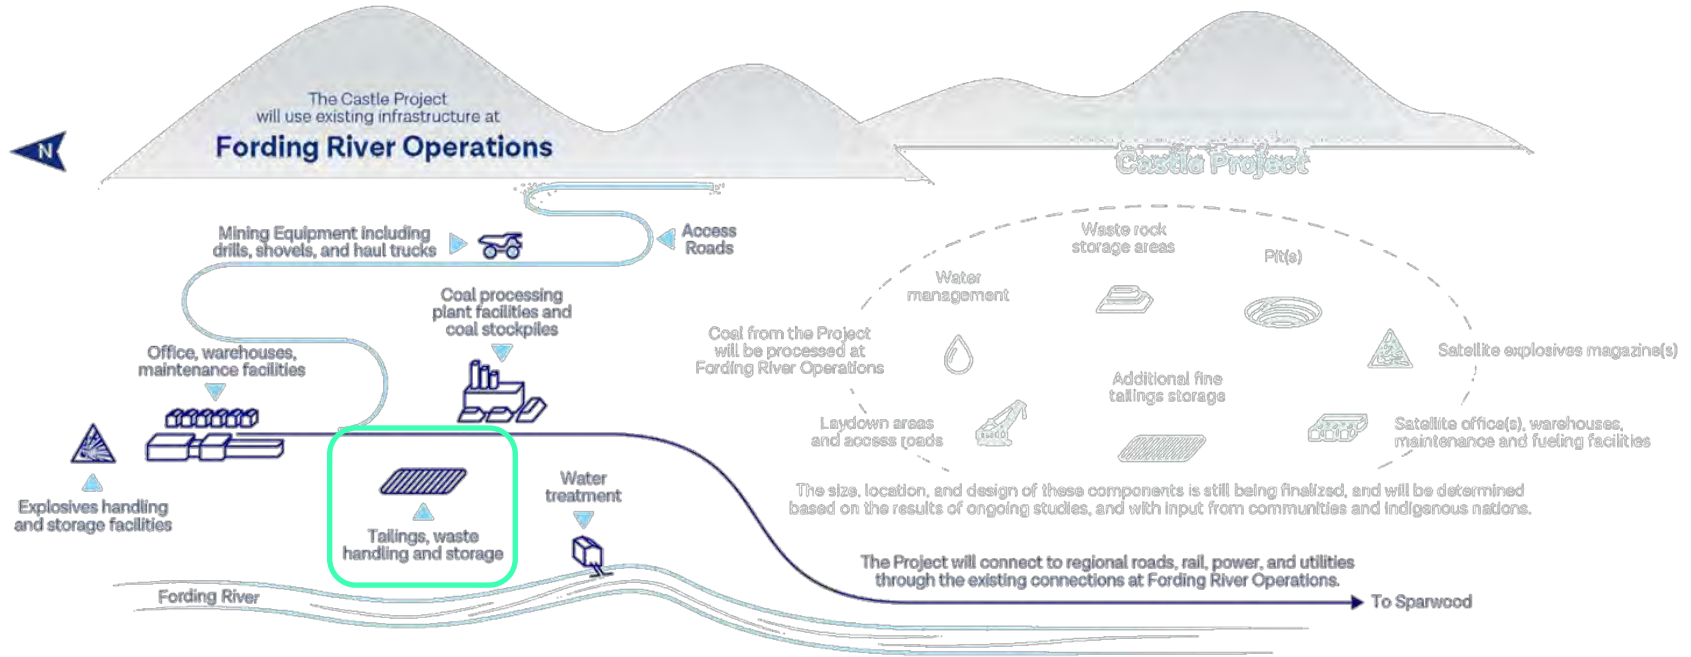 The Castle Project
will use existing infrastructure at
Fording River Operations
N
Castle Project
Mining Equipment including
drills, shovels, and haul trucks
Access
Roads
Coal processing
plant facilities and
coal stockpiles
Office, warehouses,
maintenance facilities
Explosives handling
and storage facilities
Tailings, waste
handling and storage
Water
treatment
Fording River
Waste rock
storage areas
Pit(s)
Water
management
Coal from the Project
will be processed at
Fording River Operations
Satellite explosives magazine(s)
Additional fine
tailings storage
Laydown areas
and access roads
Satellite office(s), warehouses,
maintenance and fueling facilities
The size, location, and design of these components is still being finalized, and will be determined
based on the results of ongoing studies, and with input from communities and indigenous nations.
The Project will connect to regional roads, rail, power, and utilities
through the existing connections at Fording River Operations.
To Sparwood